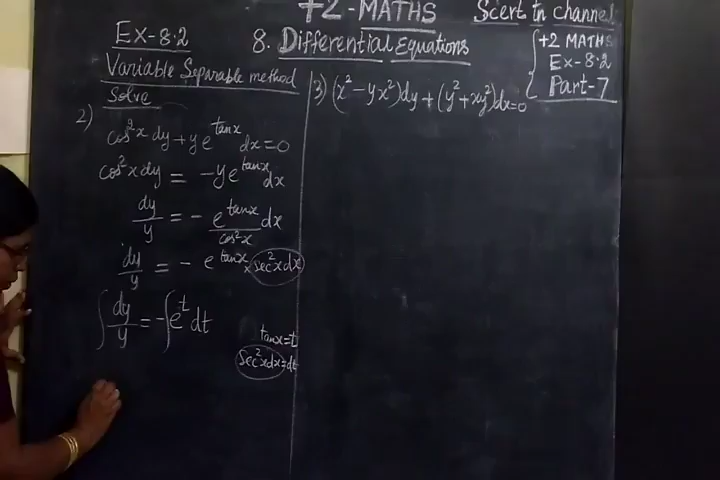 +2-MATHS
Scert tn channel
Ex-8.2
8. Differential Equations
+2 MATHS
Ex-8.2
Part-7
Variable Separable method
Solve
2)
cos²x dy + y e^tanx dx = 0
cos²x dy = -y e^tanx dx
dy/y = - e^tanx/cos²x dx
dy/y = - e^tanx × sec²x dx
∫ dy/y = -∫ e^t dt
tanx = t
sec²x dx = dt
3) (x² - yx²)dy + (y² + xy²)dx = 0